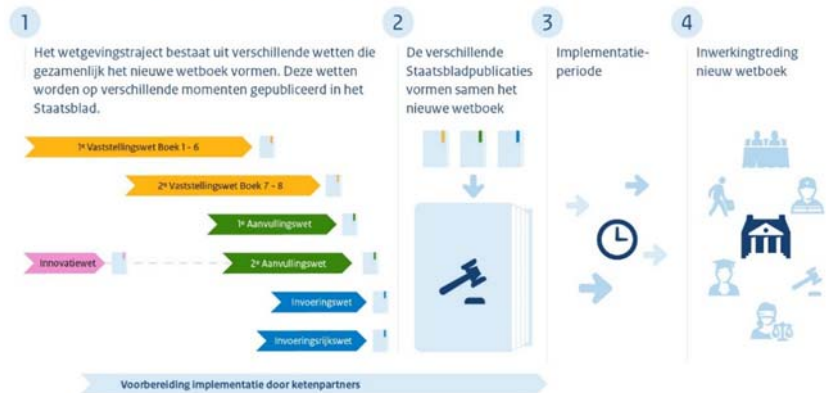 1
Het wetgevingstraject bestaat uit verschillende wetten die
gezamenlijk het nieuwe wetboek vormen. Deze wetten
worden op verschillende momenten gepubliceerd in het
Staatsblad.
1e Vaststellingswet Boek 1 - 6
2e Vaststellingswet Boek 7 - 8
1e Aanvullingswet
Innovatiewet
2e Aanvullingswet
Invoeringswet
Invoeringsrijkswet
Voorbereiding implementatie door ketenpartners
2
De verschillende
Staatsbladpublicaties
vormen samen het
nieuwe wetboek
3
Implementatie-
periode
4
Inwerkingtreding
nieuw wetboek